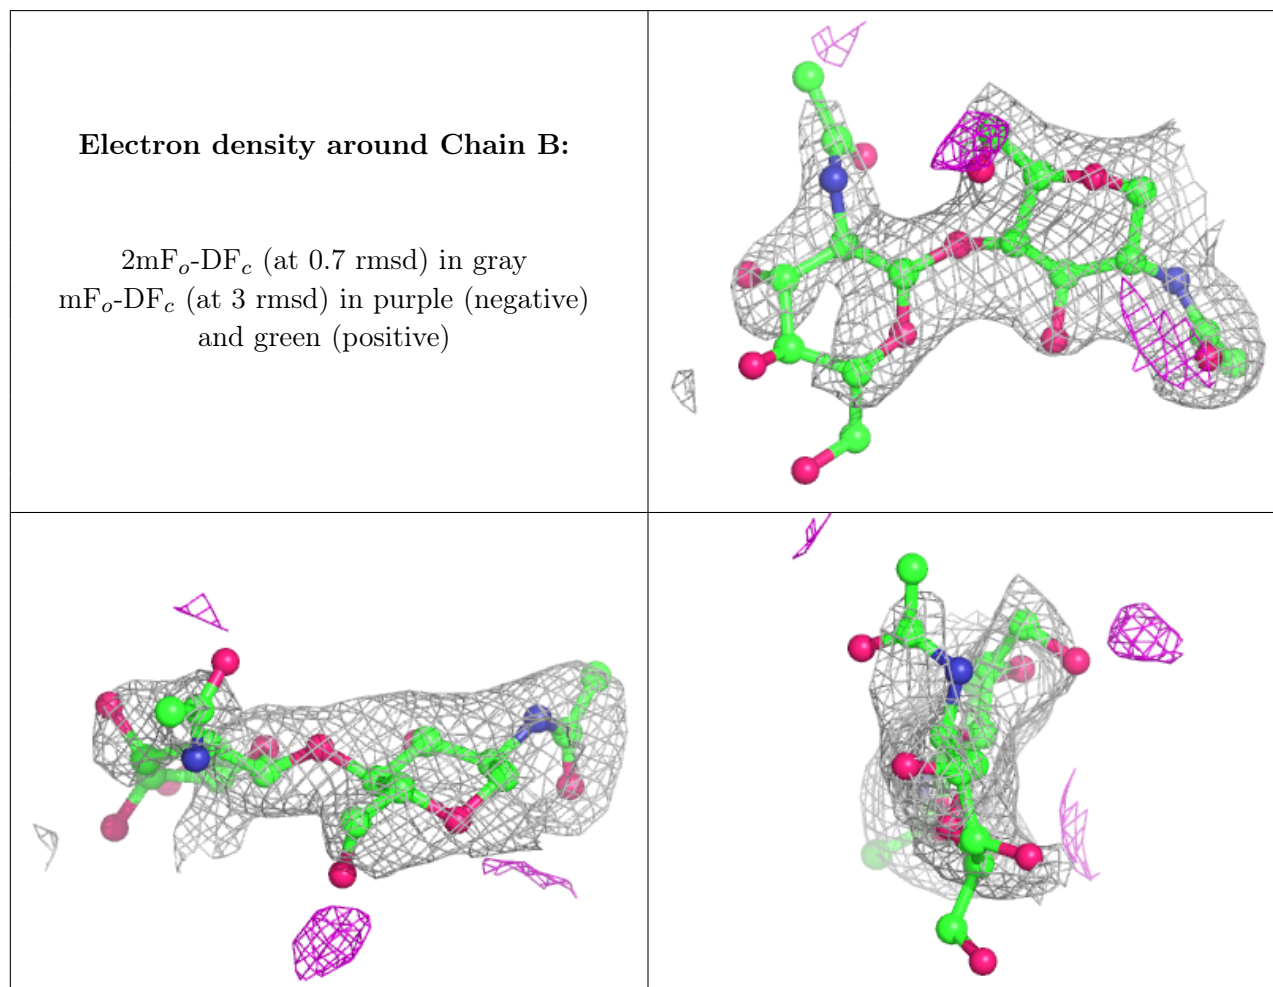 Electron density around Chain B:
2mFo-DFc (at 0.7 rmsd) in gray
mFo-DFc (at 3 rmsd) in purple (negative)
and green (positive)